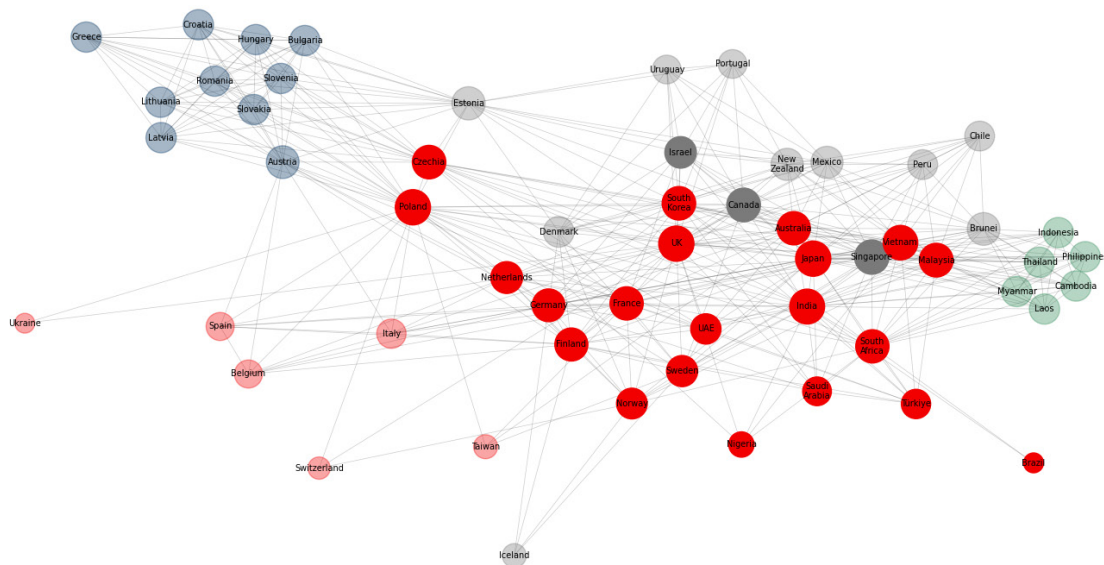 Croatia
Greece
Hungary
Bulgaria
Uruguay
Portugal
Romania
Slovenia
Lithuania
Slovakia
Estonia
Latvia
Chile
Israel
Austria
Czechia
New
Zealand
Mexico
Peru
South
Korea
Canada
Poland
Denmark
Australia
Brunei
Indonesia
UK
Vietnam
Japan
Singapore
Malaysia
Thailand
Philippine
Netherlands
Cambodia
Myanmar
Germany
France
India
Laos
Ukraine
Spain
Italy
UAE
Finland
South
Africa
Belgium
Sweden
Saudi
Arabia
Norway
Türkiye
Taiwan
Nigeria
Switzerland
Brazil
Iceland